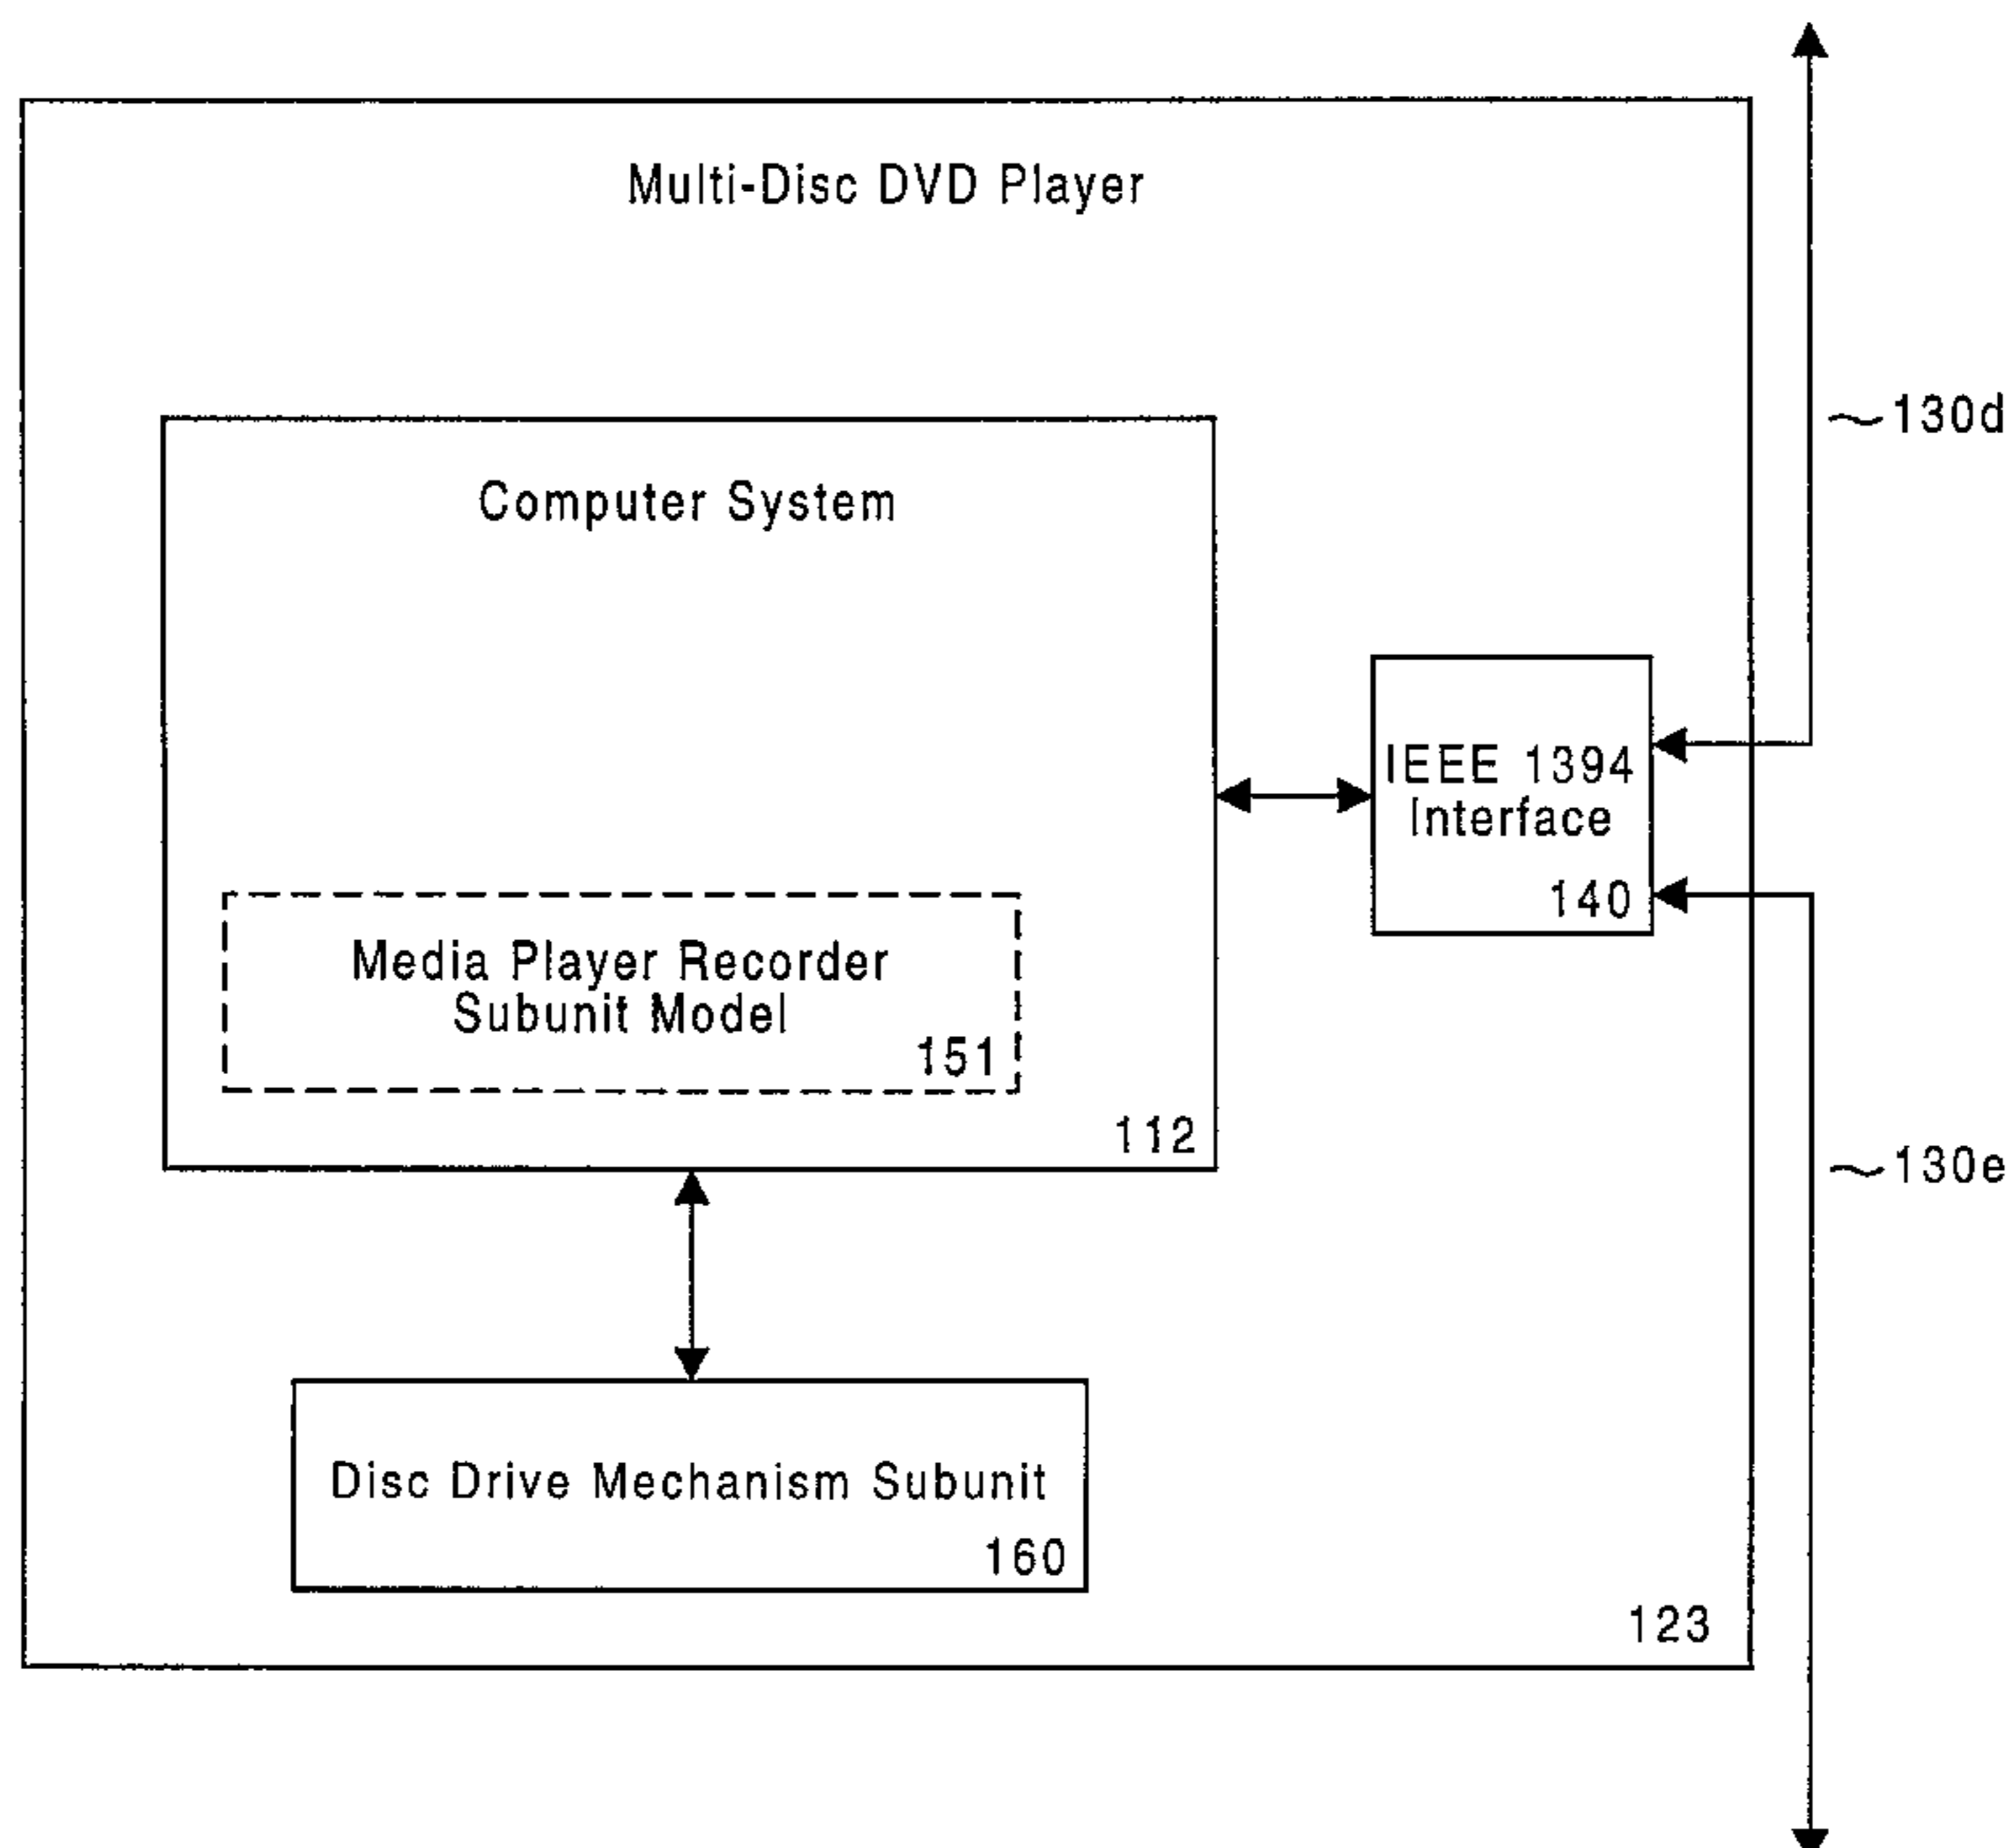 Multi-Disc DVD Player
130d
Computer System
IEEE 1394
Interface
140
Media Player Recorder
Subunit Model
151
112
130e
Disc Drive Mechanism Subunit
160
123